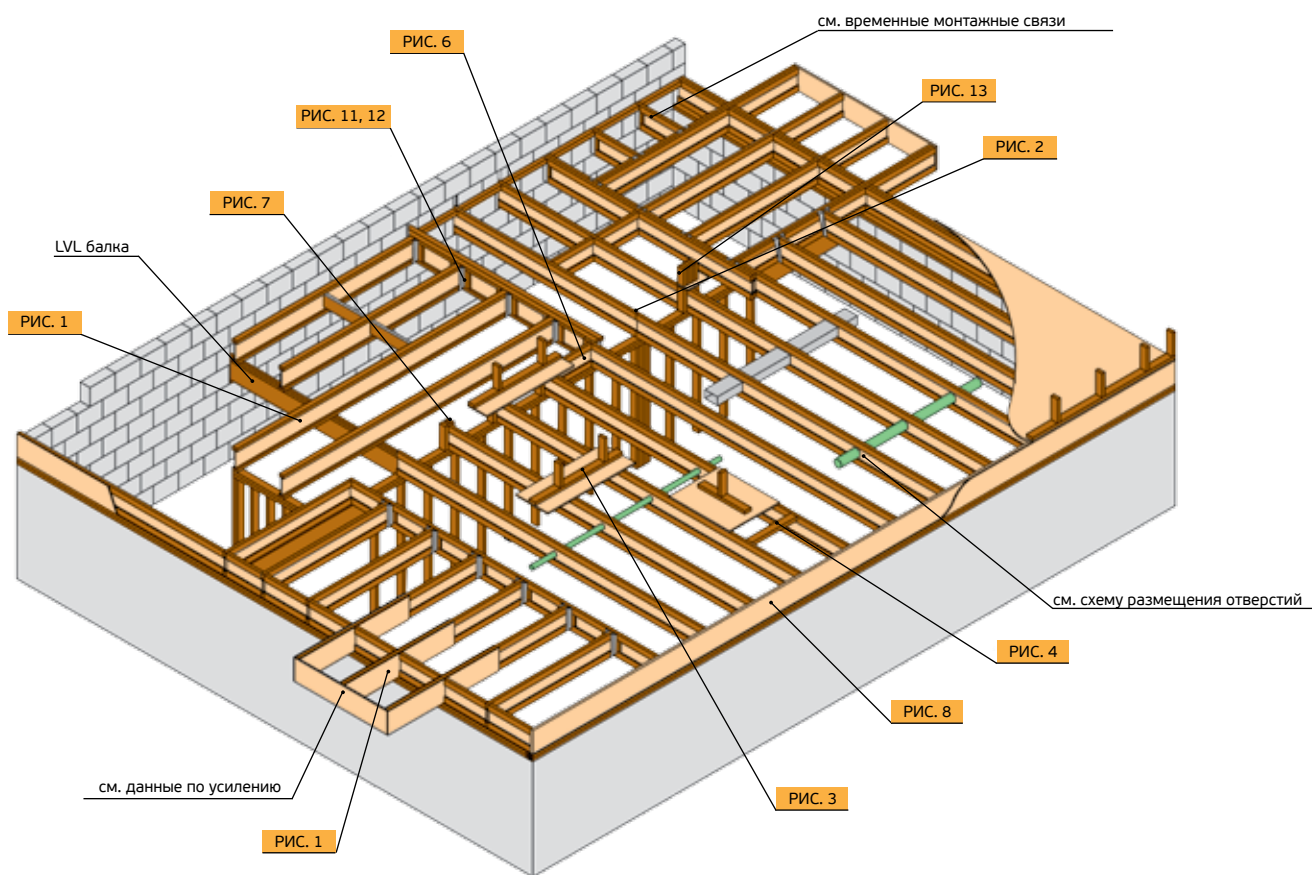 см. временные монтажные связи
РИС. 6
РИС. 13
РИС. 11, 12
РИС. 2
РИС. 7
LVL балка
РИС. 1
см. схему размещения отверстий
РИС. 4
РИС. 8
см. данные по усилению
РИС. 3
РИС. 1